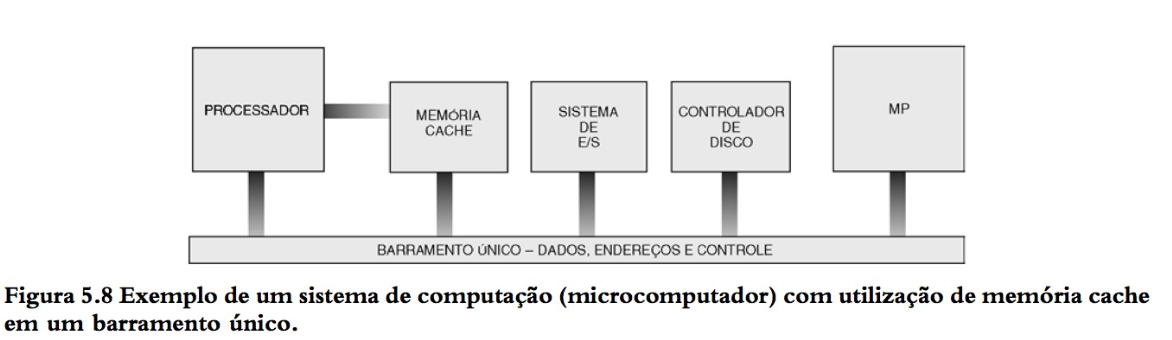 PROCESSADOR
MEMÓRIA
CACHE
SISTEMA
DE
E/S
CONTROLADOR
DE
DISCO
MP
BARRAMENTO ÚNICO – DADOS, ENDEREÇOS E CONTROLE
Figura 5.8 Exemplo de um sistema de computação (microcomputador) com utilização de memória cache
em um barramento único.